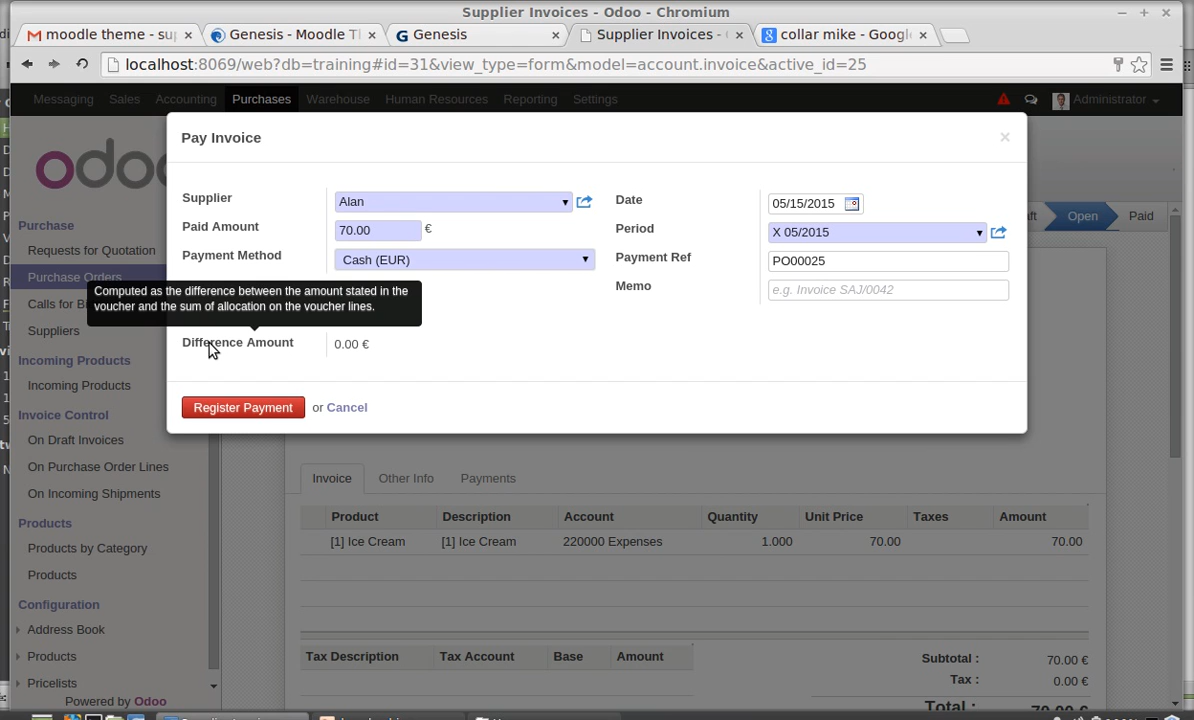 Supplier Invoices - Odoo - Chromium
moodle theme - su
Genesis - Moodle T
Genesis
Supplier Invoices -
collar mike - Googl
localhost:8069/web?db=training#id=31&view_type=form&model=account.invoice&active_id=25
Messaging Sales Accounting Purchases Warehouse Human Resources Reporting Settings Administrator
Pay Invoice
odoo
Supplier Alan
Date 05/15/2015
Paid Amount 70.00 €
Period X 05/2015
Payment Method Cash (EUR)
Payment Ref PO00025
Memo e.g. Invoice SAJ/0042
Computed as the difference between the amount stated in the
voucher and the sum of allocation on the voucher lines.
Difference Amount 0.00 €
Register Payment or Cancel
Open Paid
Purchase
Requests for Quotation
Purchase Orders
Calls for Bi
Suppliers
Incoming Products
Incoming Products
Invoice Control
On Draft Invoices
On Purchase Order Lines
On Incoming Shipments
Products
Products by Category
Products
Configuration
Address Book
Products
Pricelists
Powered by Odoo
Invoice Other Info Payments
Product Description Account Quantity Unit Price Taxes Amount
[1] Ice Cream [1] Ice Cream 220000 Expenses 1.000 70.00 70.00
Tax Description Tax Account Base Amount
Subtotal : 70.00 €
Tax : 0.00 €
Total : 70.00 €